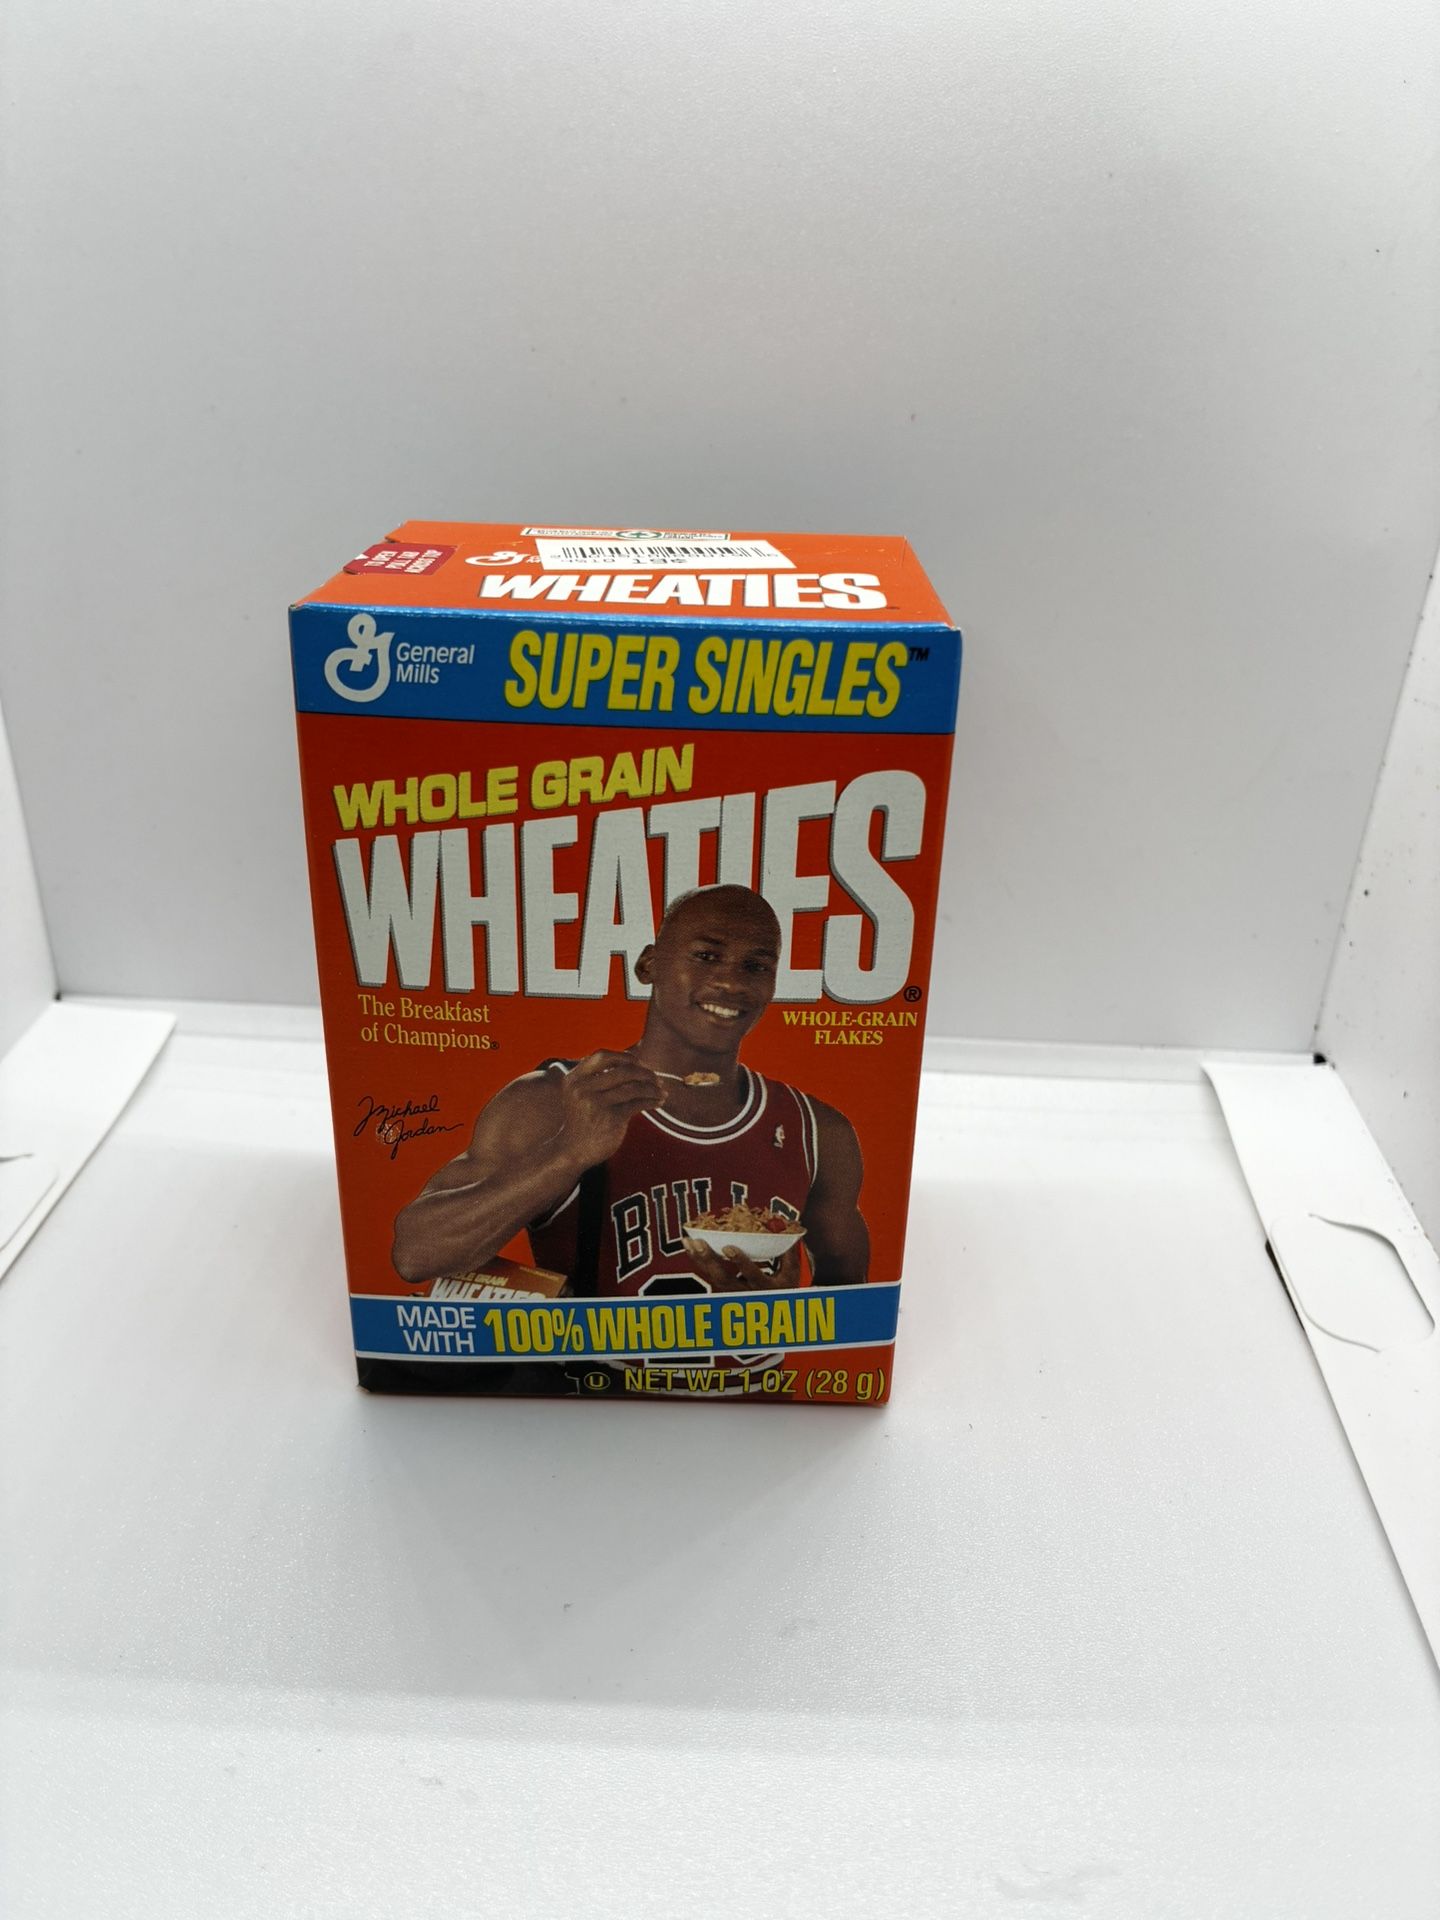 WHEATIES
General
Mills
SUPER SINGLES™
WHOLE GRAIN
WHEATIES®
The Breakfast
of Champions®
WHOLE-GRAIN
FLAKES
Michael
Jordan
BULLS
WHEATIES
MADE
WITH
100% WHOLE GRAIN
U NET WT 1 OZ (28 g)